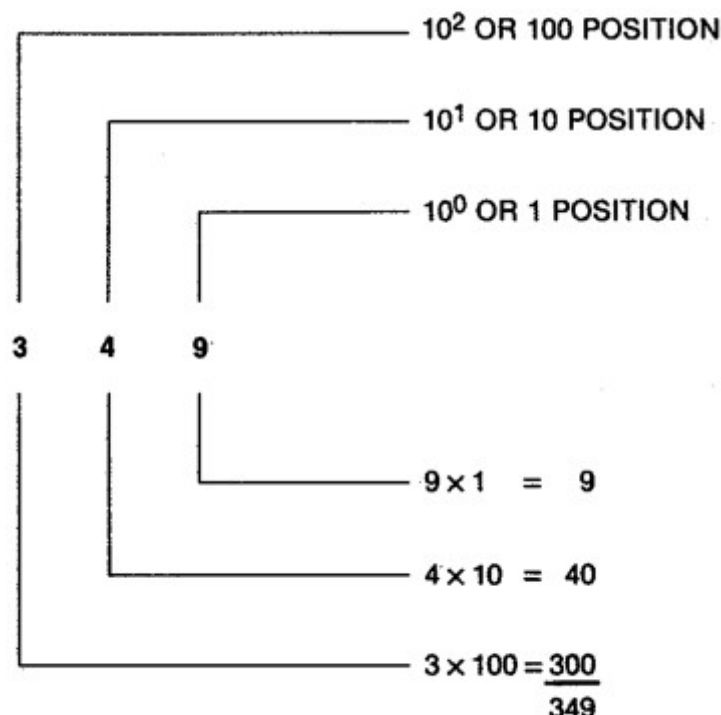 10² OR 100 POSITION
10¹ OR 10 POSITION
10⁰ OR 1 POSITION
3 4 9
9 × 1 = 9
4 × 10 = 40
3 × 100 = 300
349